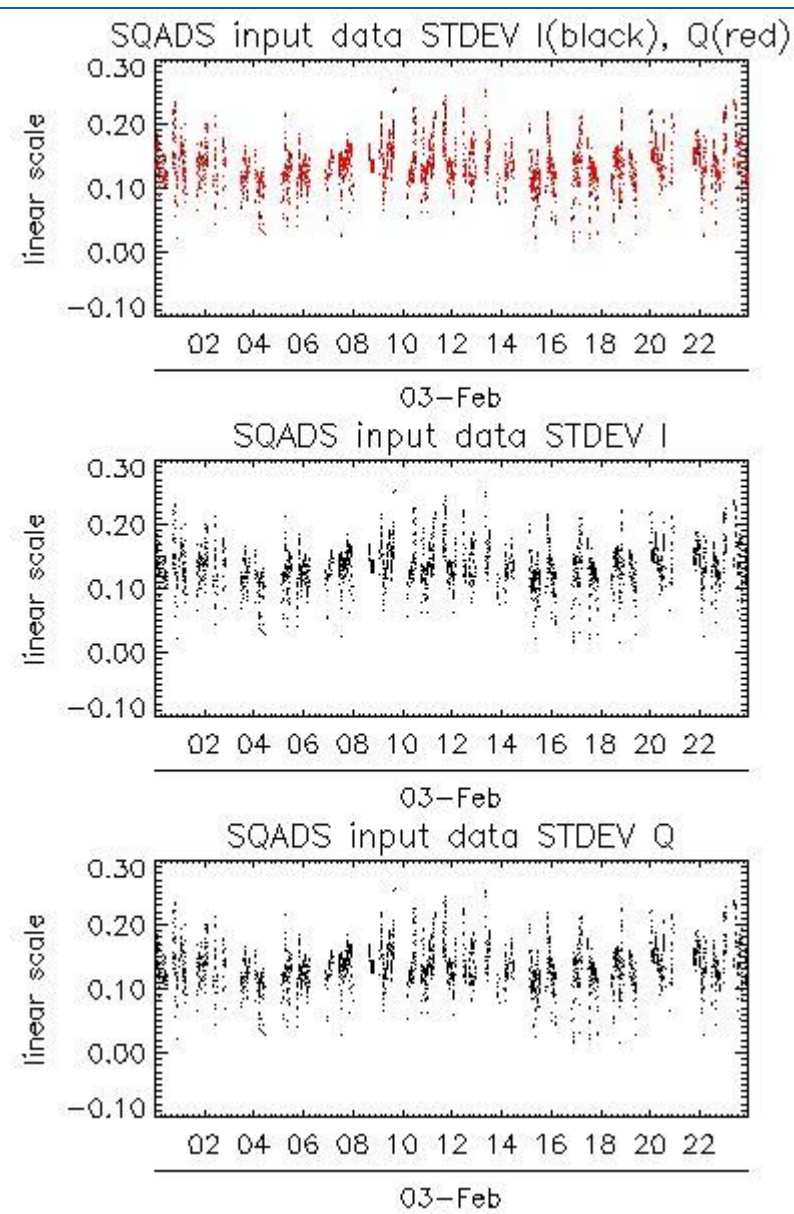 SQADS input data STDEV I(black), Q(red)
0.30
0.20
0.10
0.00
−0.10
linear scale
02 04 06 08 10 12 14 16 18 20 22
03−Feb
SQADS input data STDEV I
0.30
0.20
0.10
0.00
−0.10
linear scale
02 04 06 08 10 12 14 16 18 20 22
03−Feb
SQADS input data STDEV Q
0.30
0.20
0.10
0.00
−0.10
linear scale
02 04 06 08 10 12 14 16 18 20 22
03−Feb